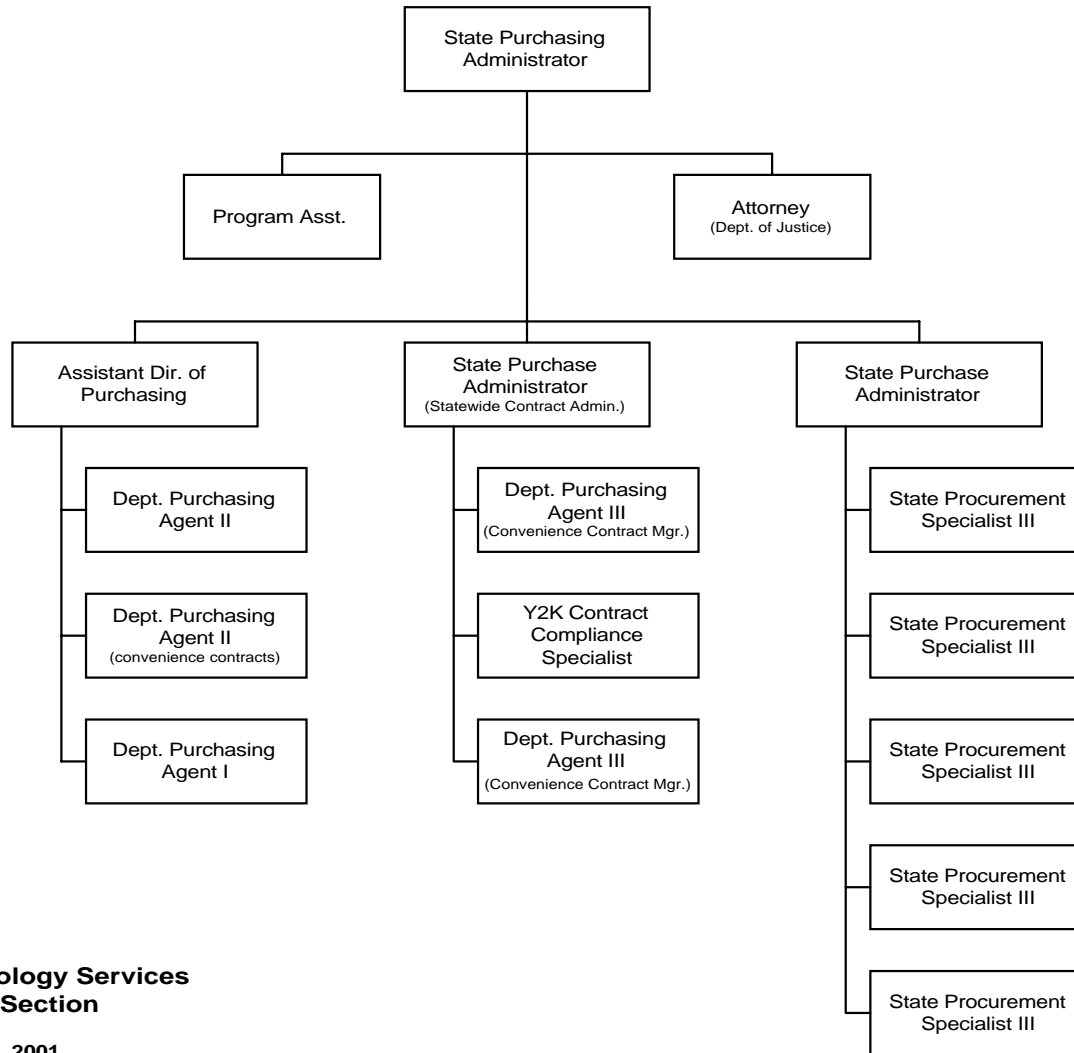 State Purchasing
Administrator
Program Asst.
Attorney
(Dept. of Justice)
Assistant Dir. of
Purchasing
State Purchase
Administrator
(Statewide Contract Admin.)
State Purchase
Administrator
Dept. Purchasing
Agent II
Dept. Purchasing
Agent II
(convenience contracts)
Dept. Purchasing
Agent I
Dept. Purchasing
Agent III
(Convenience Contract Mgr.)
Y2K Contract
Compliance
Specialist
Dept. Purchasing
Agent III
(Convenience Contract Mgr.)
State Procurement
Specialist III
State Procurement
Specialist III
State Procurement
Specialist III
State Procurement
Specialist III
State Procurement
Specialist III
Services
Section
2001